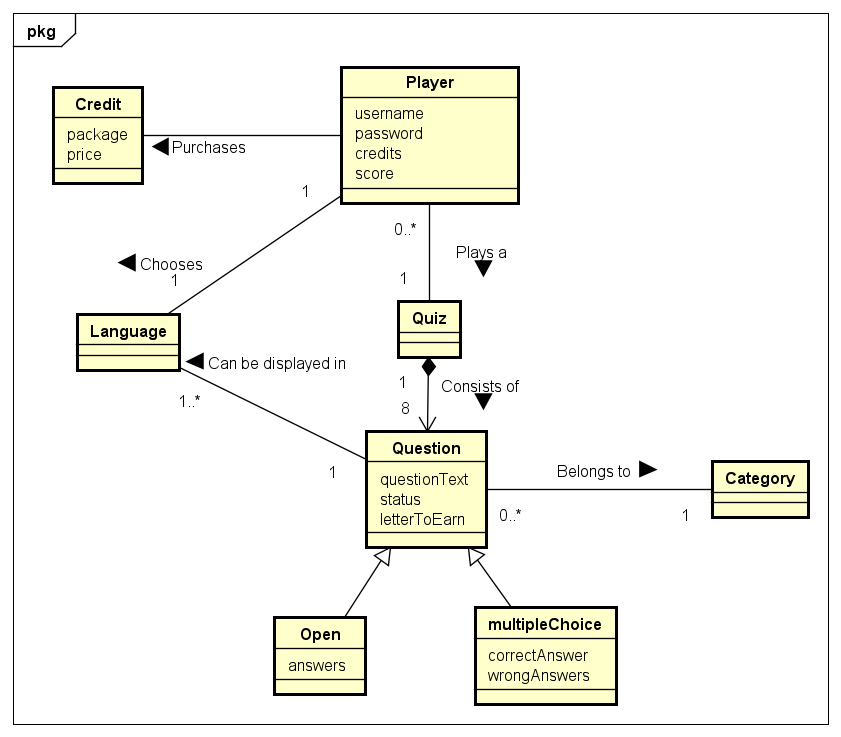 pkg
Player
username
password
credits
score
Credit
package
price
Purchases
1
0..*
Plays a
Chooses
1
1
Language
Quiz
Can be displayed in
1
Consists of
1..*
8
Question
questionText
status
letterToEarn
1
Belongs to
0..*
1
Category
Open
answers
multipleChoice
correctAnswer
wrongAnswers